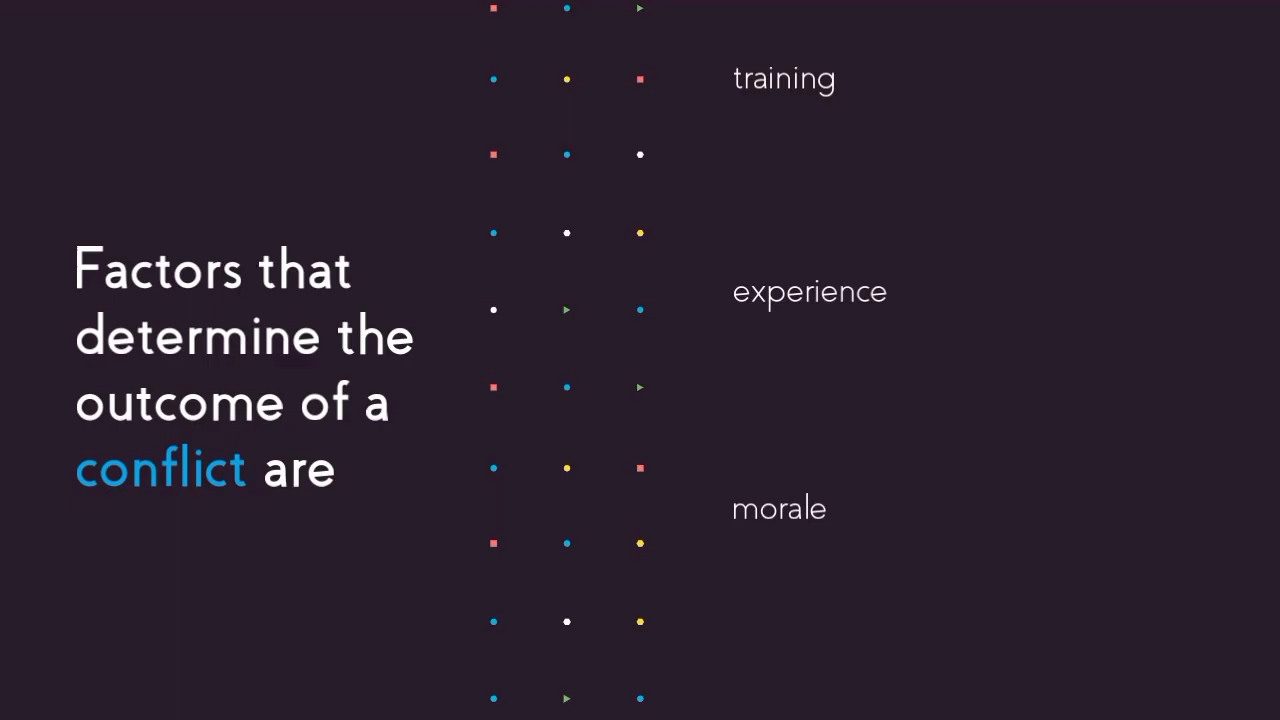 Factors that
determine the
outcome of a
conflict are
training
experience
morale